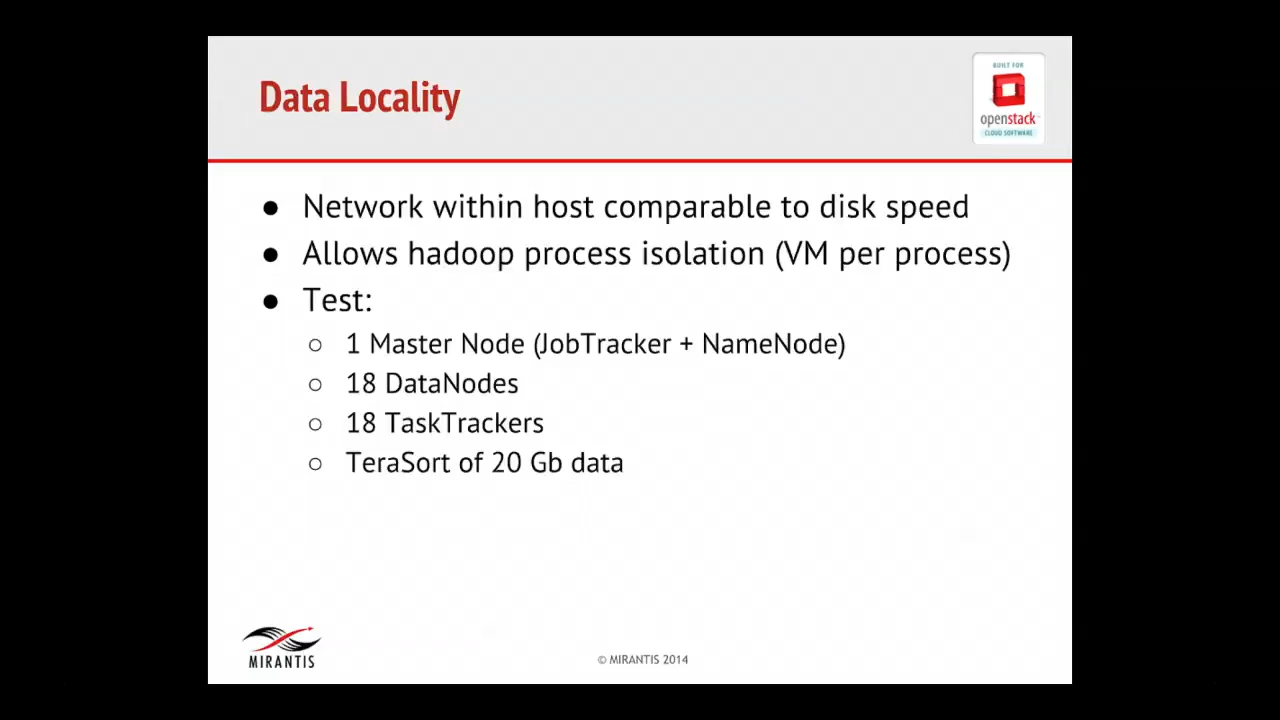 Data Locality
BUILT FOR
openstack™
CLOUD SOFTWARE
● Network within host comparable to disk speed
● Allows hadoop process isolation (VM per process)
● Test:
○ 1 Master Node (JobTracker + NameNode)
○ 18 DataNodes
○ 18 TaskTrackers
○ TeraSort of 20 Gb data
MIRANTIS
© MIRANTIS 2014